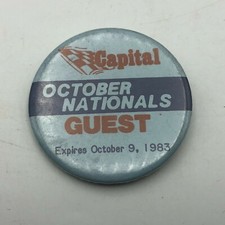 Capital
OCTOBER
NATIONALS
GUEST
Expires October 9, 1983